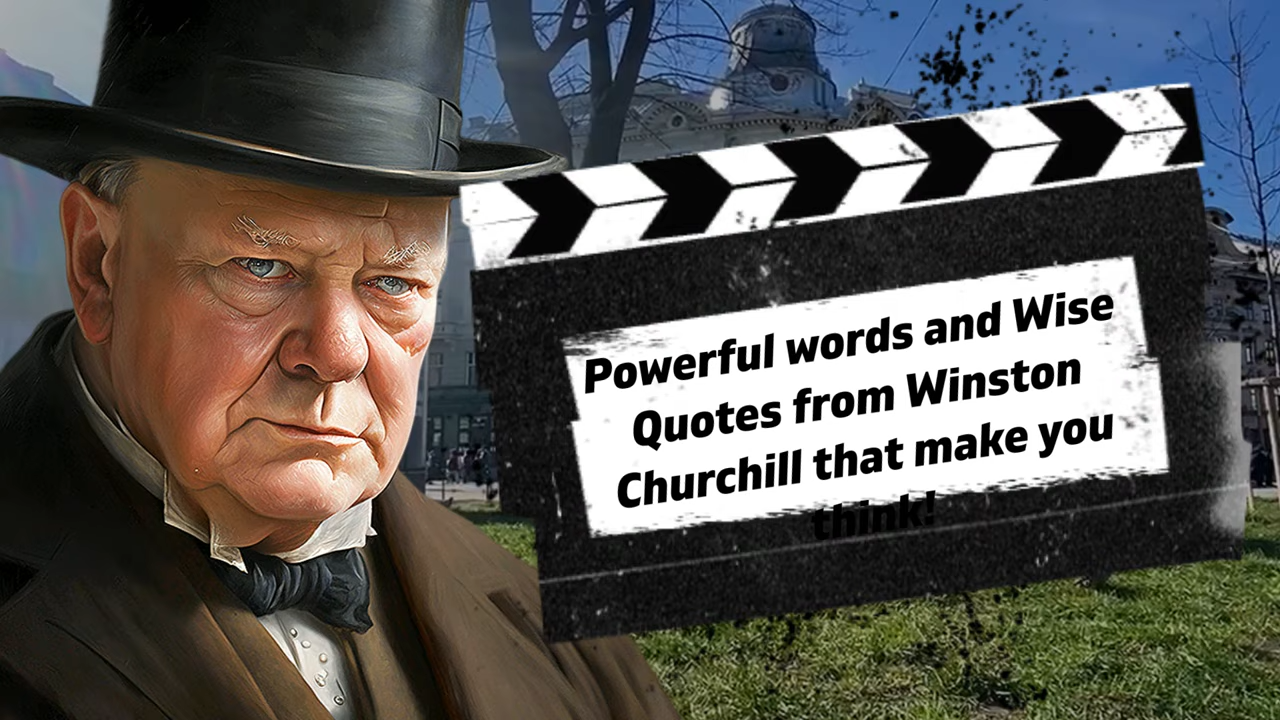 Powerful words and Wise
Quotes from Winston
Churchill that make you
think!